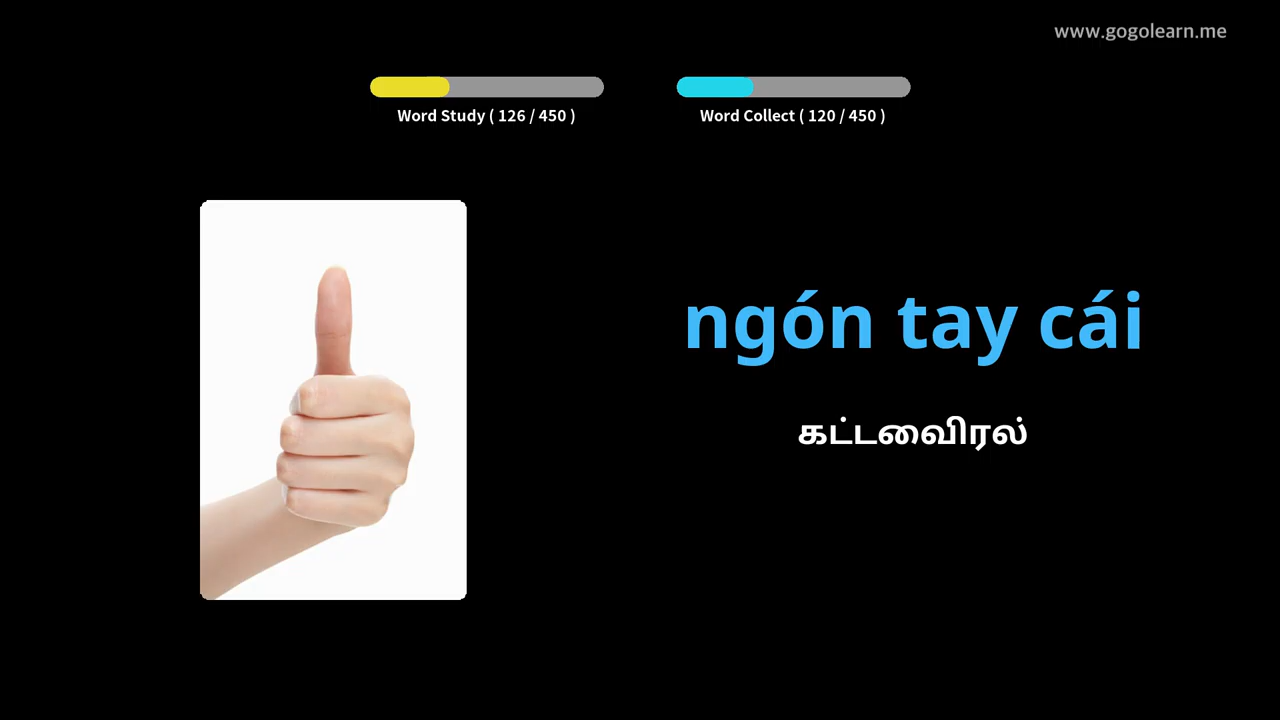 www.gogolearn.me
Word Study ( 126 / 450 )
Word Collect ( 120 / 450 )
ngón tay cái
கட்டைவிரல்